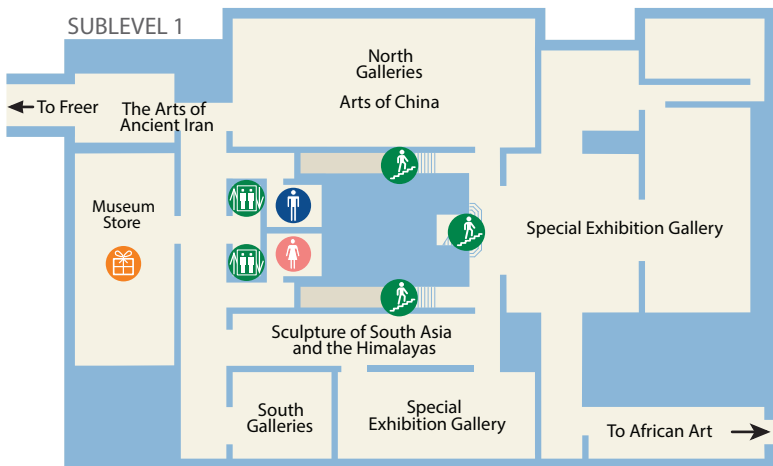 SUBLEVEL 1
North
Galleries
Arts of China
To Freer
The Arts of
Ancient Iran
Museum
Store
Special Exhibition Gallery
Sculpture of South Asia
and the Himalayas
South
Galleries
Special
Exhibition Gallery
To African Art